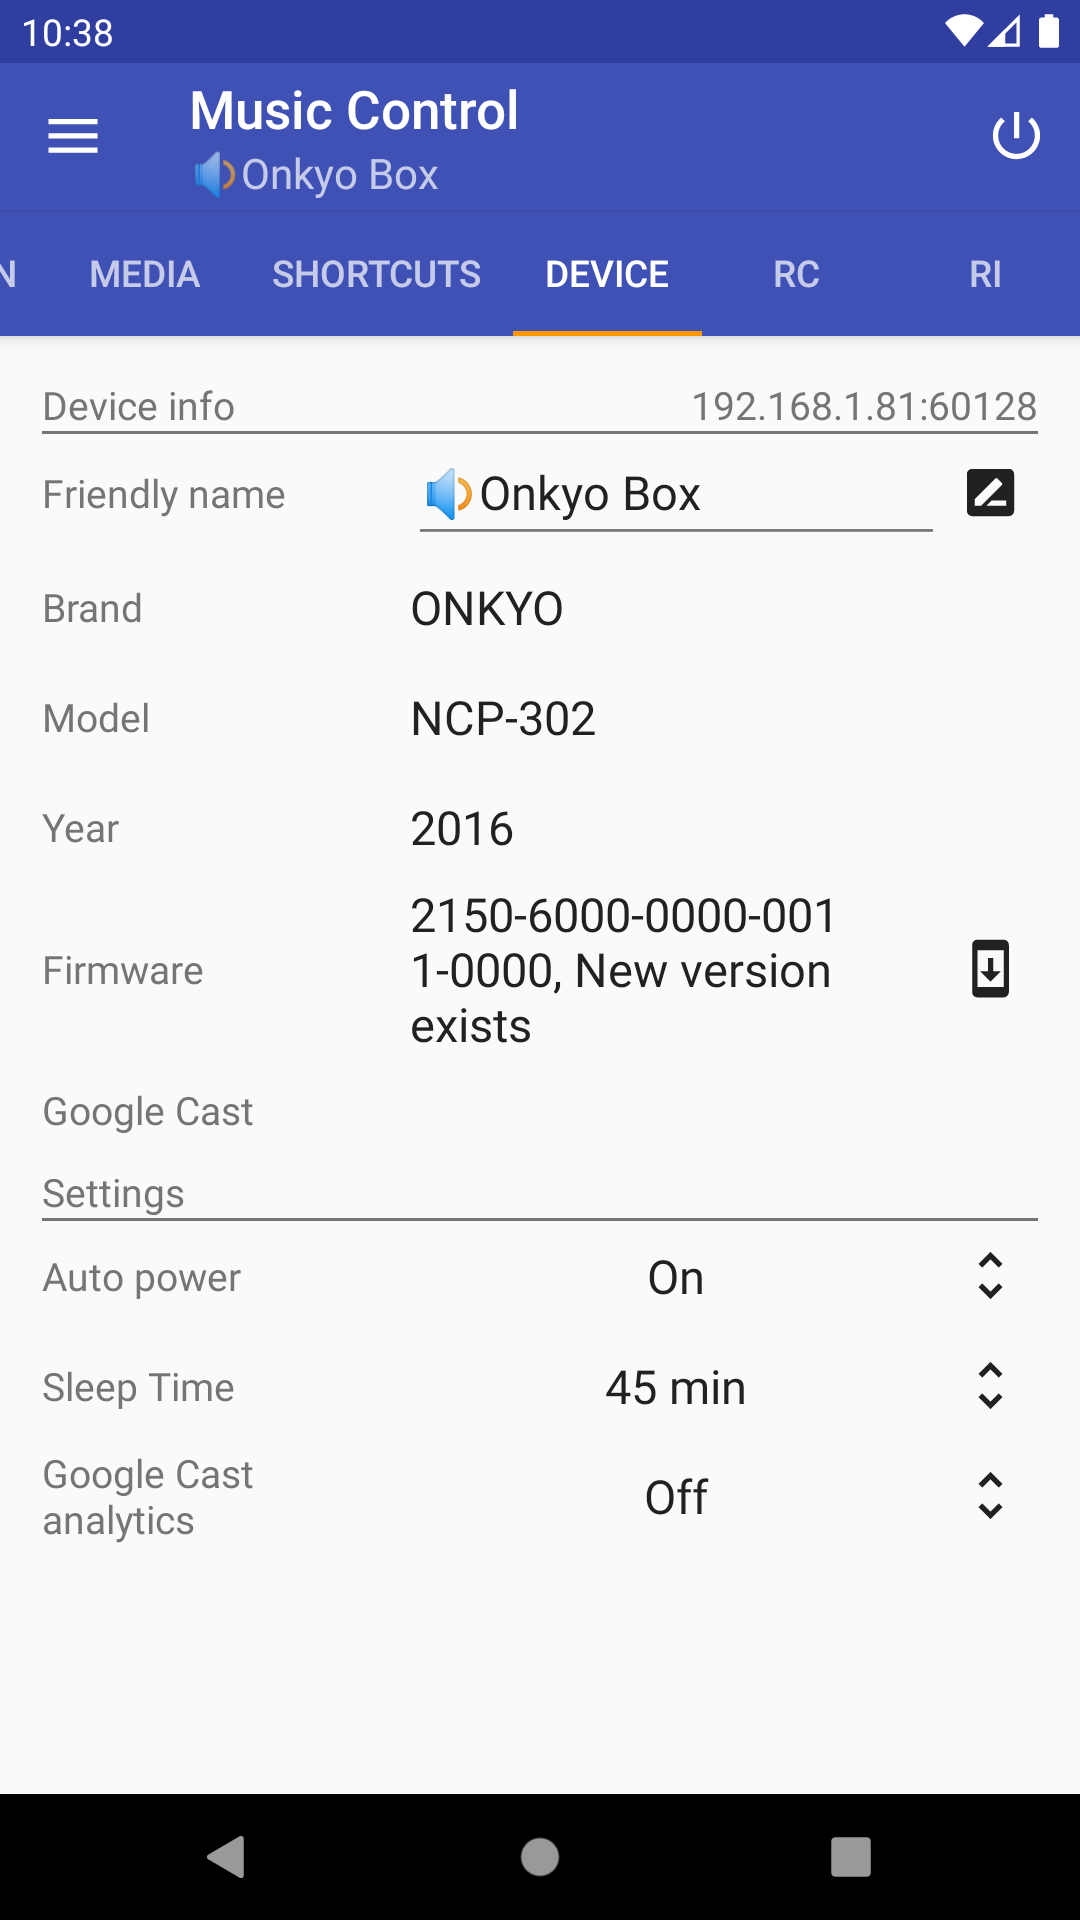 10:38
Music Control
🔉Onkyo Box
N MEDIA SHORTCUTS DEVICE RC RI
Device info 192.168.1.81:60128
Friendly name 🔉Onkyo Box
Brand ONKYO
Model NCP-302
Year 2016
Firmware 2150-6000-0000-001
1-0000, New version
exists
Google Cast
Settings
Auto power On
Sleep Time 45 min
Google Cast
analytics Off